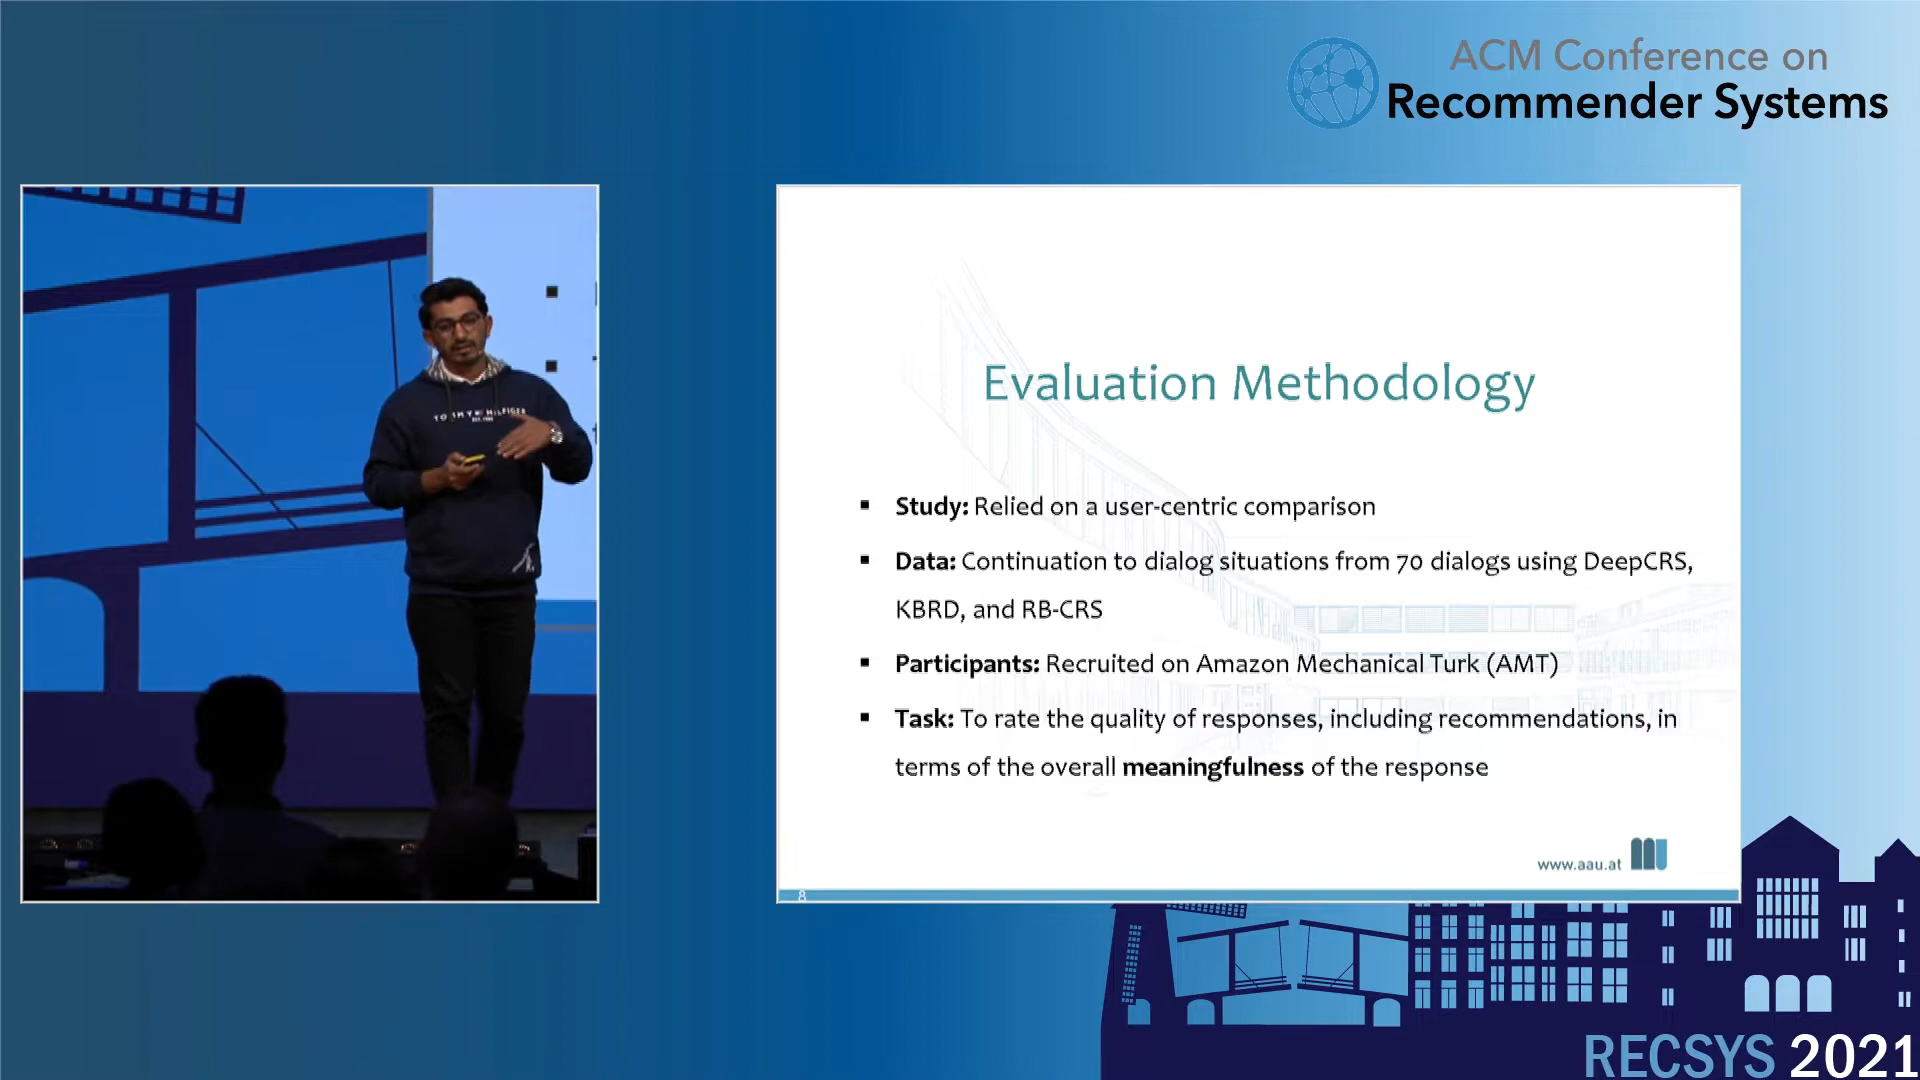 ACM Conference on
Recommender Systems
TOMMY HILFIGER
Evaluation Methodology
▪ Study: Relied on a user-centric comparison
▪ Data: Continuation to dialog situations from 70 dialogs using DeepCRS,
KBRD, and RB-CRS
▪ Participants: Recruited on Amazon Mechanical Turk (AMT)
▪ Task: To rate the quality of responses, including recommendations, in
terms of the overall meaningfulness of the response
www.aau.at
8
RECSYS 2021